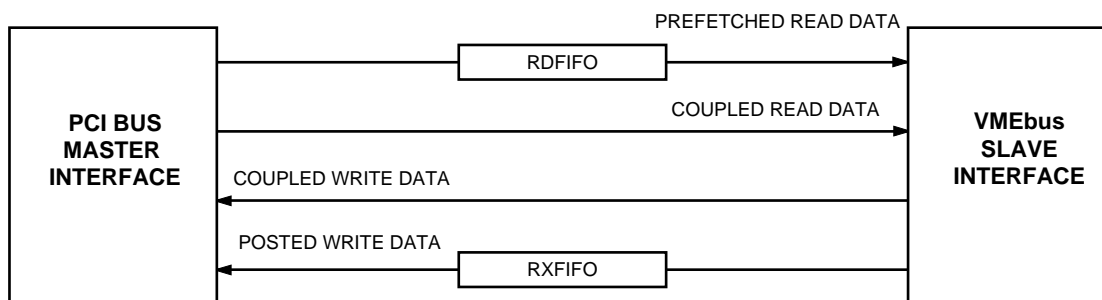 PREFETCHED READ DATA
RDFIFO
COUPLED READ DATA
PCI BUS
MASTER
INTERFACE
VMEbus
SLAVE
INTERFACE
COUPLED WRITE DATA
POSTED WRITE DATA
RXFIFO